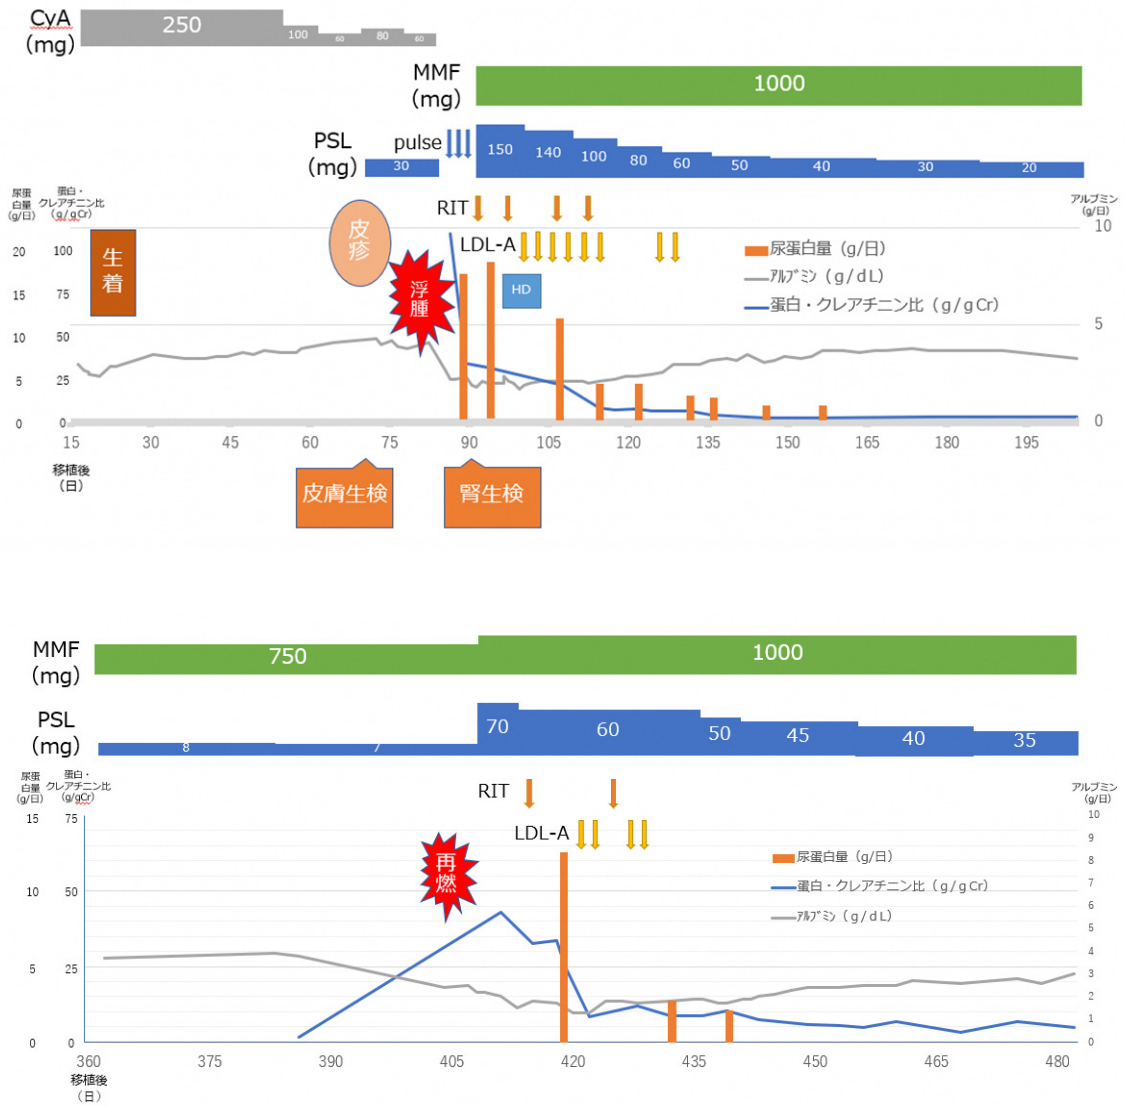 CyA
(mg)
250
100
60
80
60
MMF
(mg)
1000
PSL
(mg)
30
pulse
150
140
100
80
60
50
40
30
20
尿蛋
白量
(g/日)
蛋白・
クレアチニン比
(g/gCr)
アルブミン
(g/日)
RIT
LDL-A
生着
皮疹
浮腫
HD
尿蛋白量（g/日）
ｱﾙﾌﾞﾐﾝ（g/dL）
蛋白・クレアチニン比（g/gCr）
20
15
10
5
0
100
75
50
25
0
10
5
0
15 30 45 60 75 90 105 120 135 150 165 180 195
移植後
（日）
皮膚生検
腎生検
MMF
(mg)
750
1000
PSL
(mg)
8
7
70
60
50
45
40
35
尿蛋
白量
(g/日)
蛋白・
クレアチニン比
(g/gCr)
アルブミン
(g/日)
RIT
LDL-A
再燃
尿蛋白量（g/日）
蛋白・クレアチニン比（g/gCr）
ｱﾙﾌﾞﾐﾝ（g/dL）
15
10
5
0
75
50
25
0
10
9
8
7
6
5
4
3
2
1
0
360 375 390 405 420 435 450 465 480
移植後
（日）